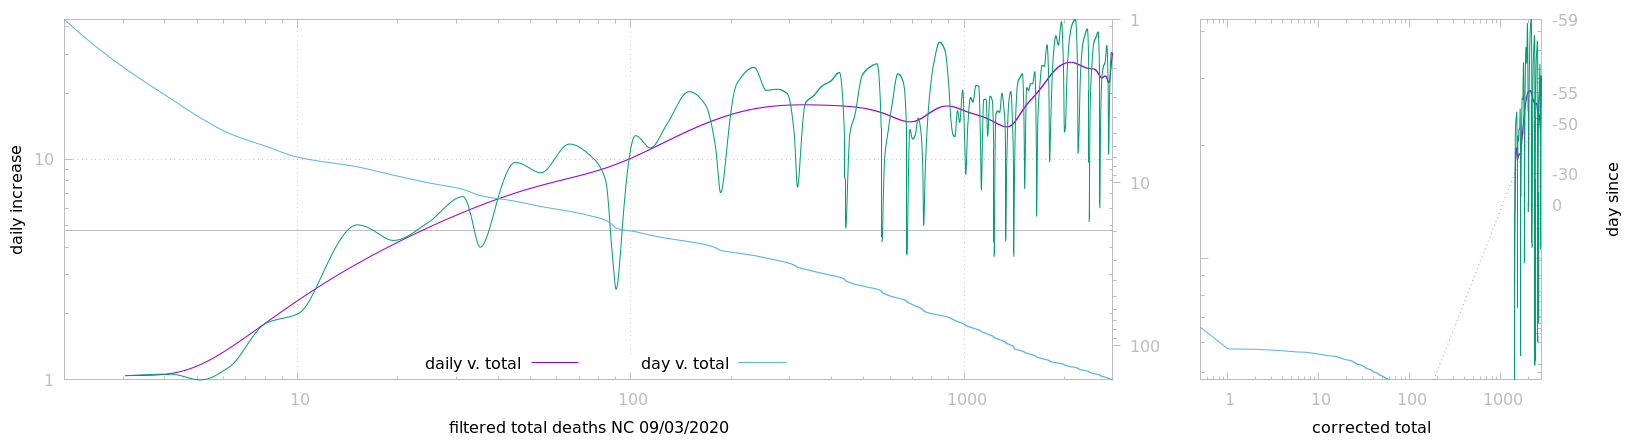 daily increase
10
1
10
100
1000
1
10
100
daily v. total
day v. total
filtered total deaths NC 09/03/2020
1
10
100
1000
-59
-55
-50
-30
0
day since
corrected total